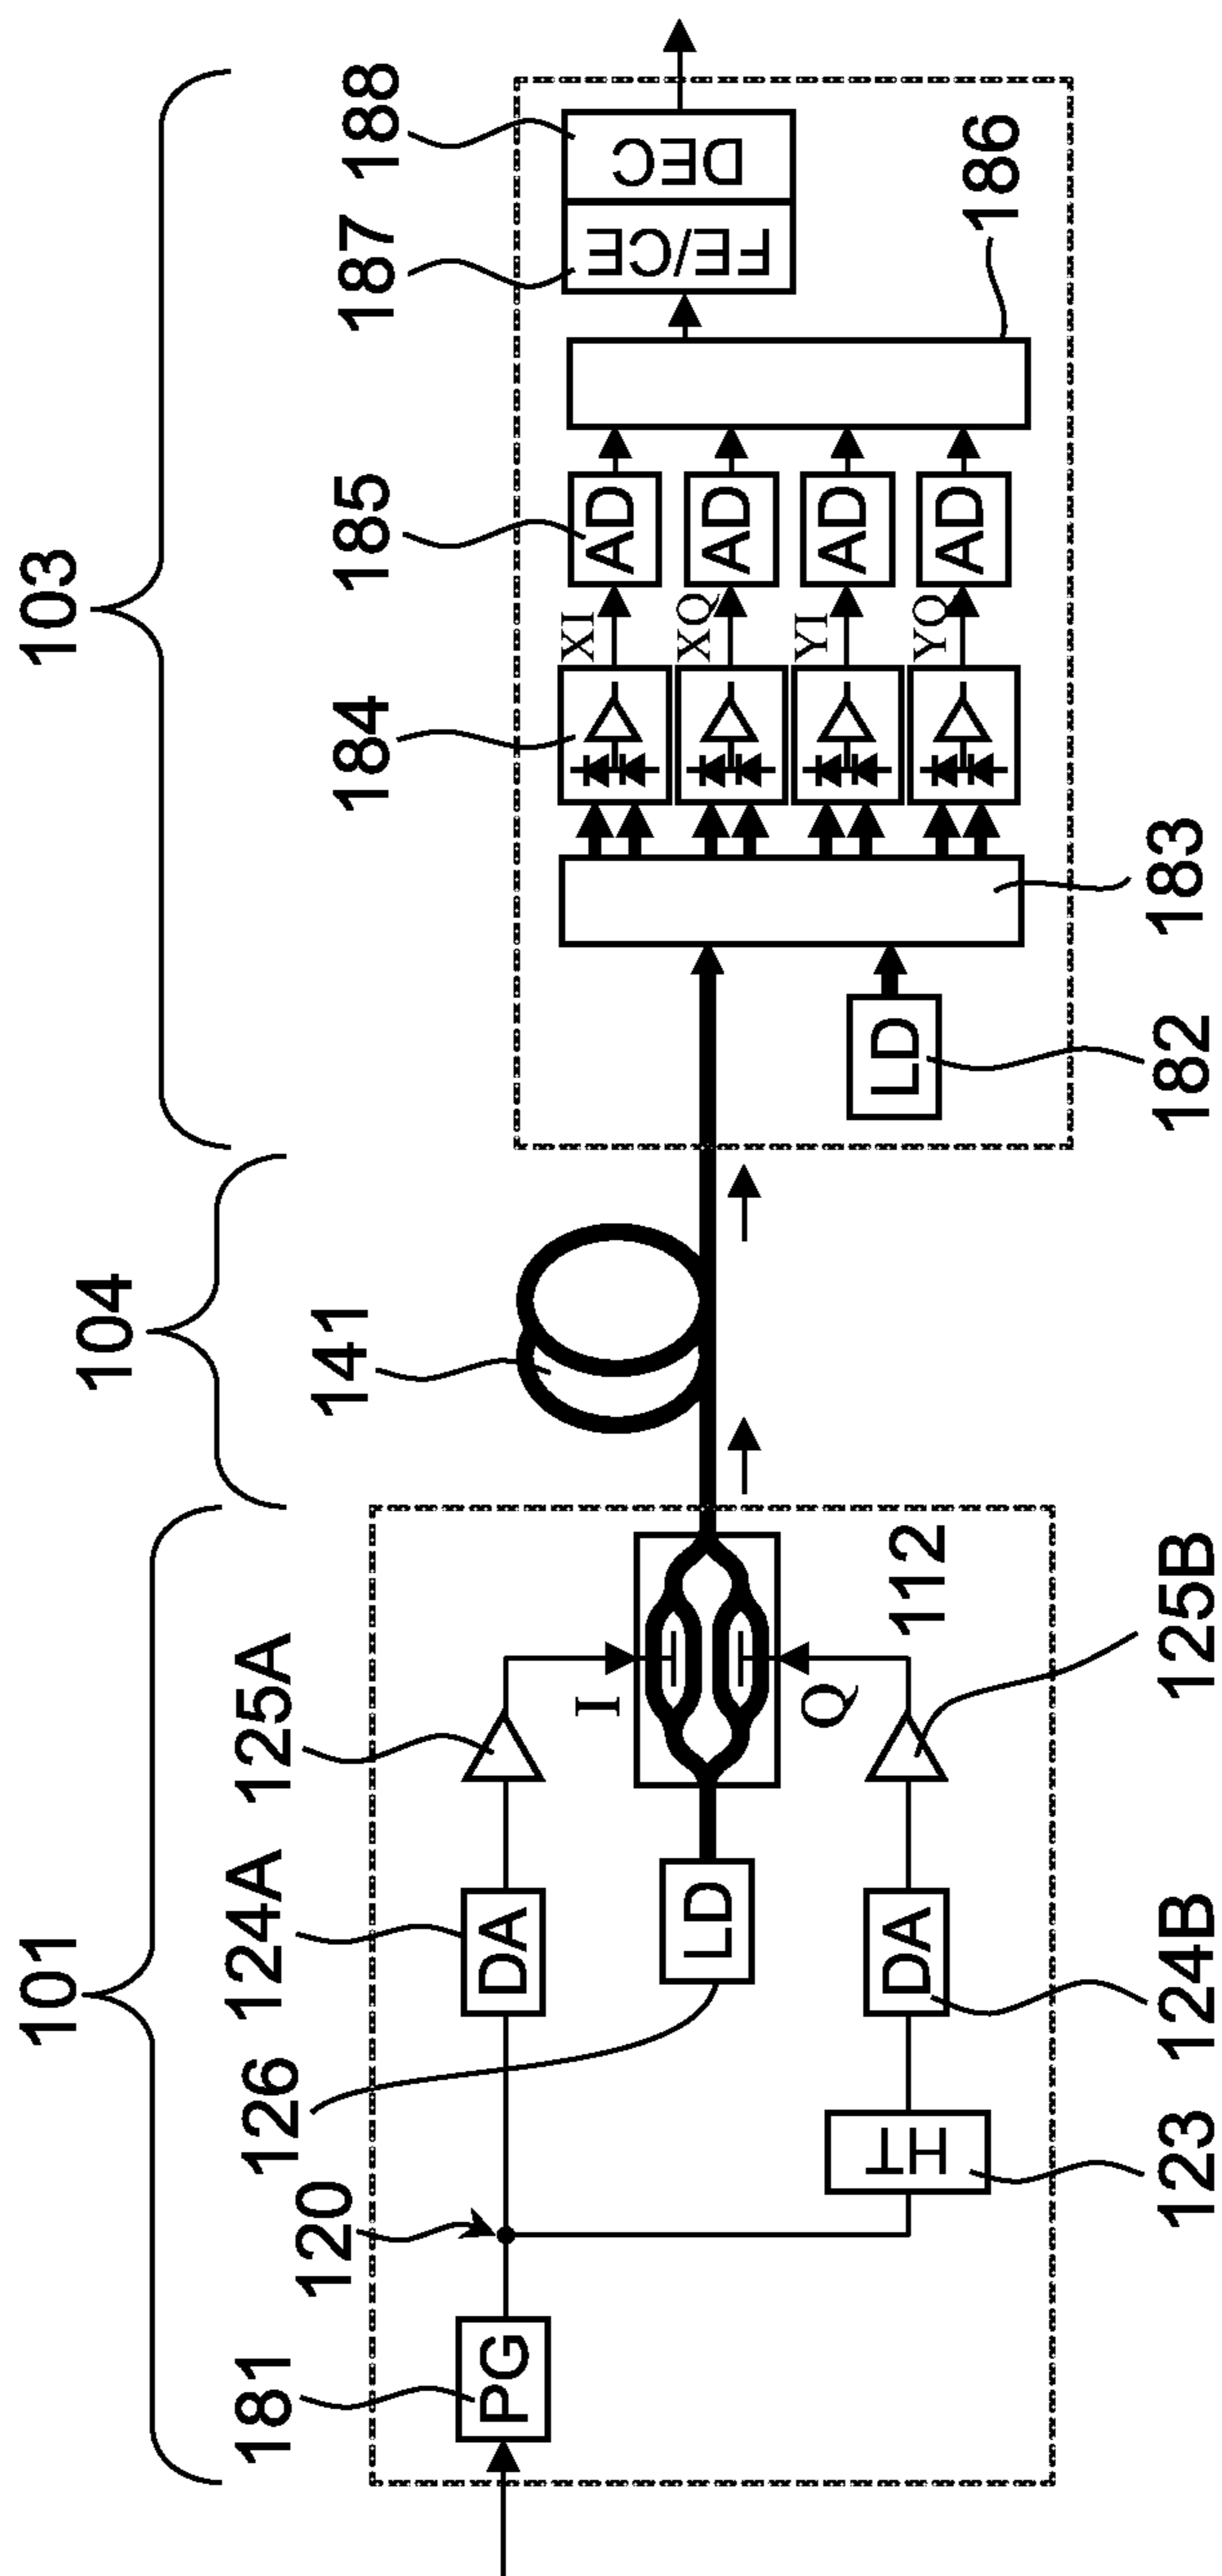 101
104
103
181
120
126
124A
125A
141
184
185
187
188
PG
DA
LD
I
Q
HT
DA
123
124B
125B
112
LD
182
183
XI
XQ
YI
YQ
AD
AD
AD
AD
186
FE/CE
DEC